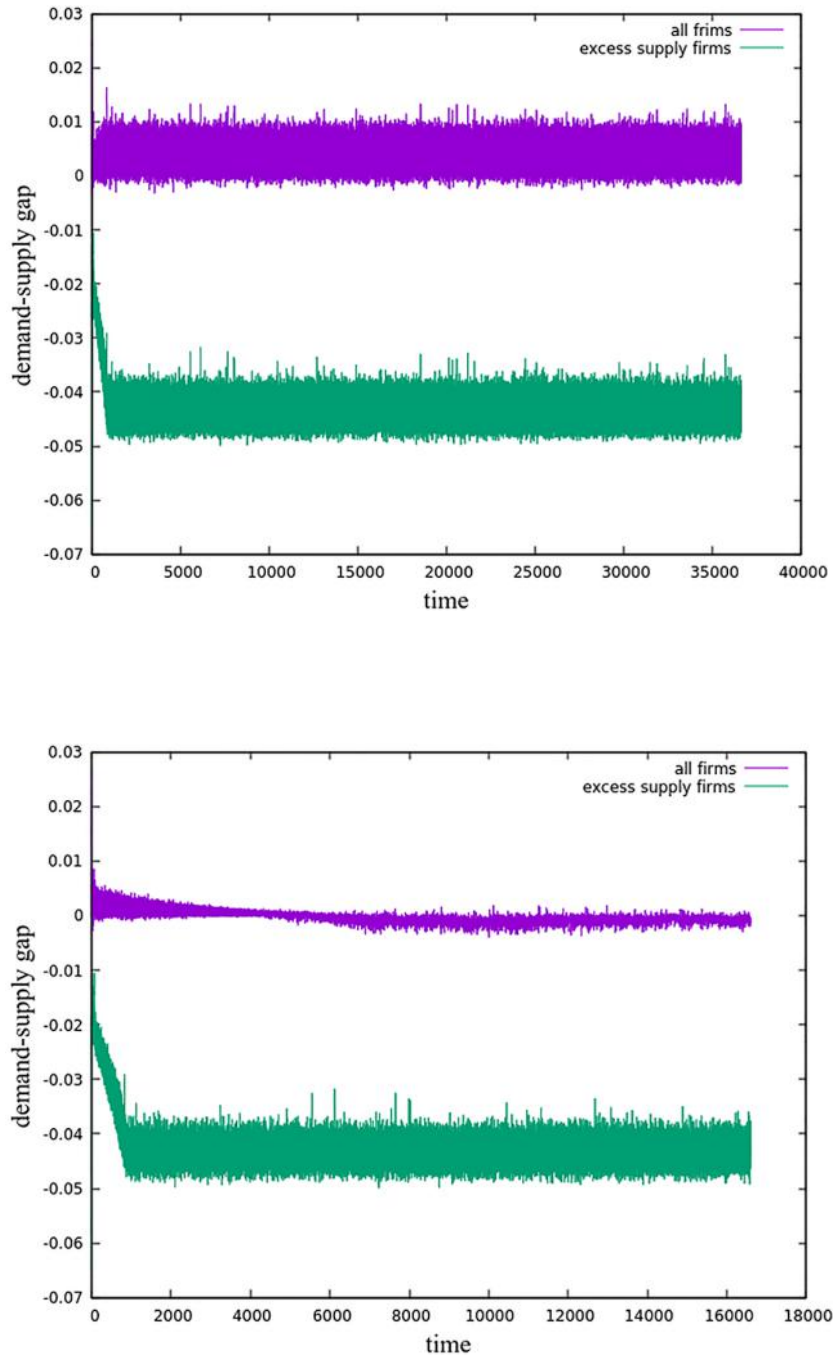 0.03
all frims
excess supply firms
0.02
0.01
0
-0.01
-0.02
-0.03
-0.04
-0.05
-0.06
-0.07
demand-supply gap
0 5000 10000 15000 20000 25000 30000 35000 40000
time
0.03
all firms
excess supply firms
0.02
0.01
0
-0.01
-0.02
-0.03
-0.04
-0.05
-0.06
-0.07
demand-supply gap
0 2000 4000 6000 8000 10000 12000 14000 16000 18000
time